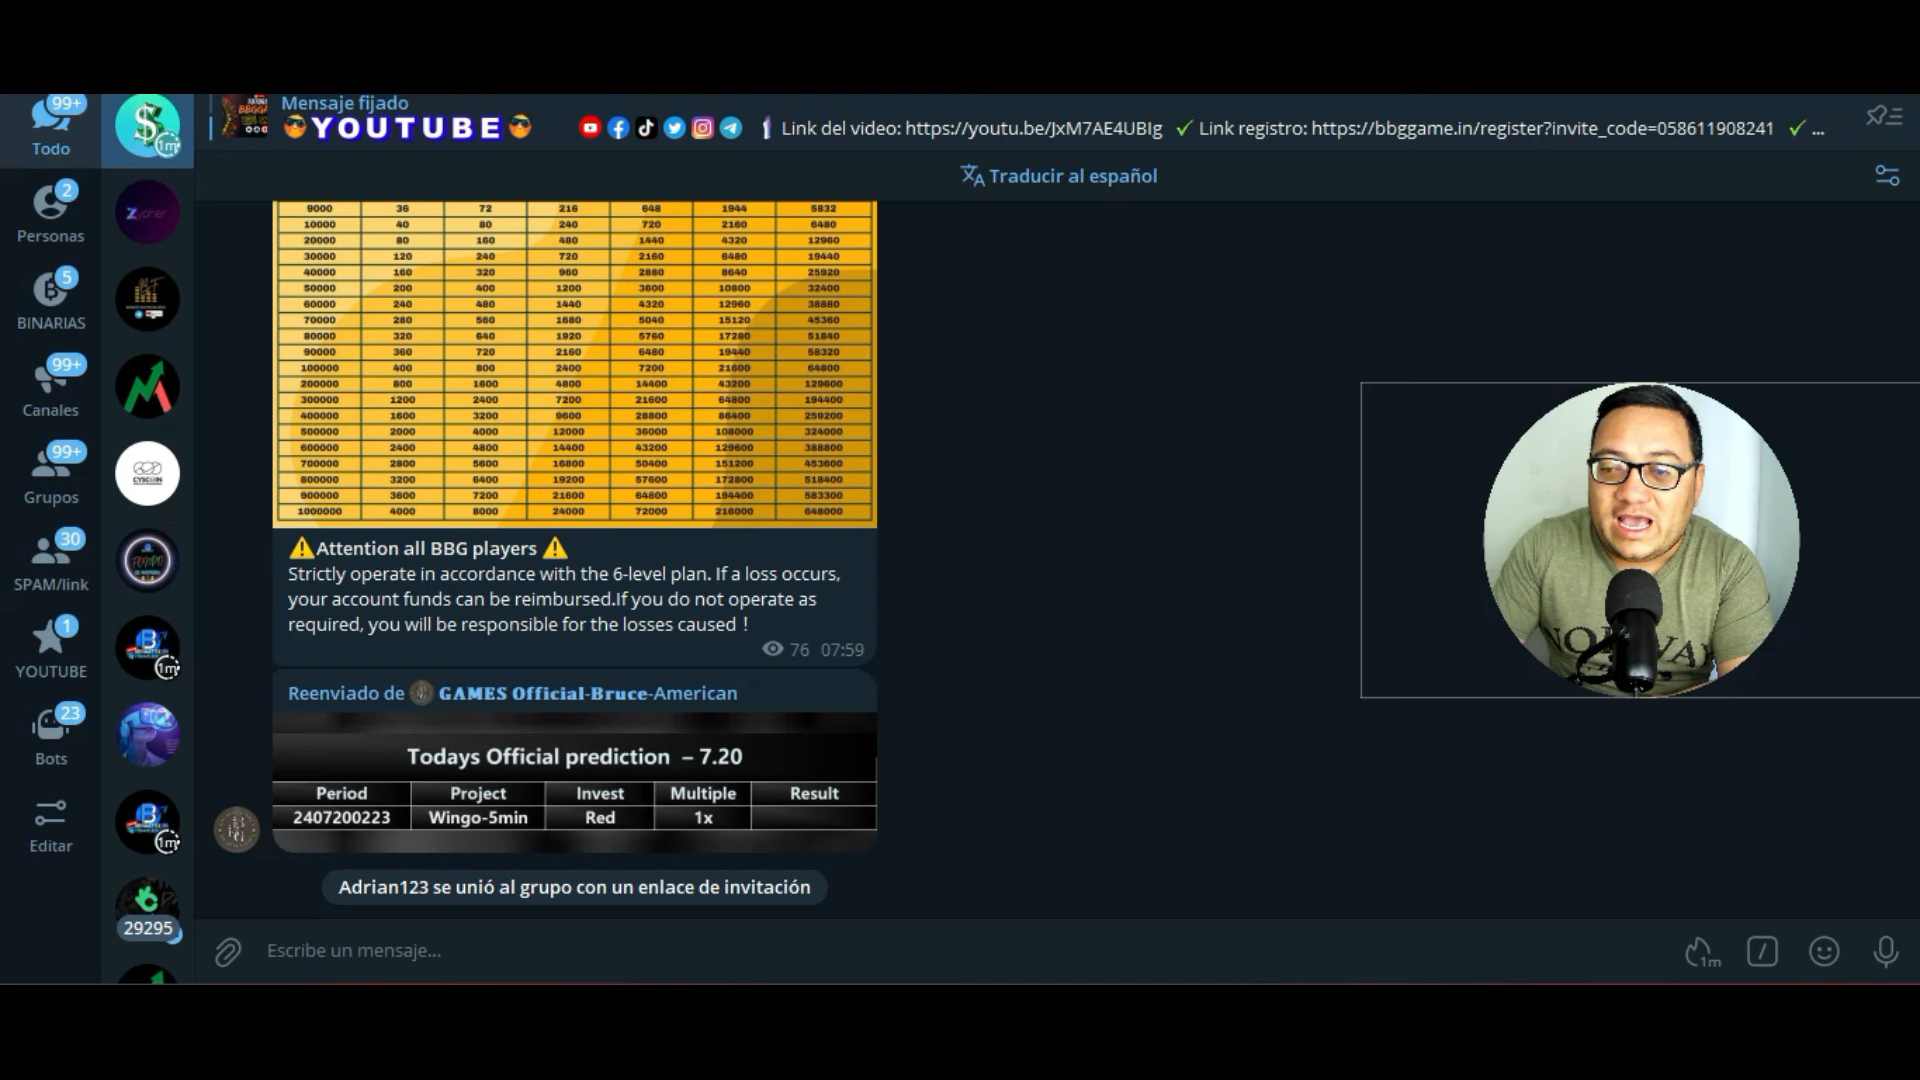 99+
Todo
2
Personas
5
BINARIAS
99+
Canales
99+
Grupos
30
SPAM/link
1
YOUTUBE
23
Bots
Editar
$
1m
Zypher
BF
CYSCOIN
FONDO
1m
1m
29295
Mensaje fijado
YOUTUBE Link del video: https://youtu.be/JxM7AE4UBIg ✓ Link registro: https://bbggame.in/register?invite_code=058611908241 ✓ ...
Traducir al español
9000 36 72 216 648 1944 5832
10000 40 80 240 720 2160 6480
20000 80 160 480 1440 4320 12960
30000 120 240 720 2160 6480 19440
40000 160 320 960 2880 8640 25920
50000 200 400 1200 3600 10800 32400
60000 240 480 1440 4320 12960 38880
70000 280 560 1680 5040 15120 45360
80000 320 640 1920 5760 17280 51840
90000 360 720 2160 6480 19440 58320
100000 400 800 2400 7200 21600 64800
200000 800 1600 4800 14400 43200 129600
300000 1200 2400 7200 21600 64800 194400
400000 1600 3200 9600 28800 86400 259200
500000 2000 4000 12000 36000 108000 324000
600000 2400 4800 14400 43200 129600 388800
700000 2800 5600 16800 50400 151200 453600
800000 3200 6400 19200 57600 172800 518400
900000 3600 7200 21600 64800 194400 583300
1000000 4000 8000 24000 72000 216000 648000
⚠️Attention all BBG players ⚠️
Strictly operate in accordance with the 6-level plan. If a loss occurs,
your account funds can be reimbursed.If you do not operate as
required, you will be responsible for the losses caused !
76 07:59
Reenviado de GAMES Official-Bruce-American
Todays Official prediction – 7.20
Period Project Invest Multiple Result
2407200223 Wingo-5min Red 1x
Adrian123 se unió al grupo con un enlace de invitación
Escribe un mensaje...
1m